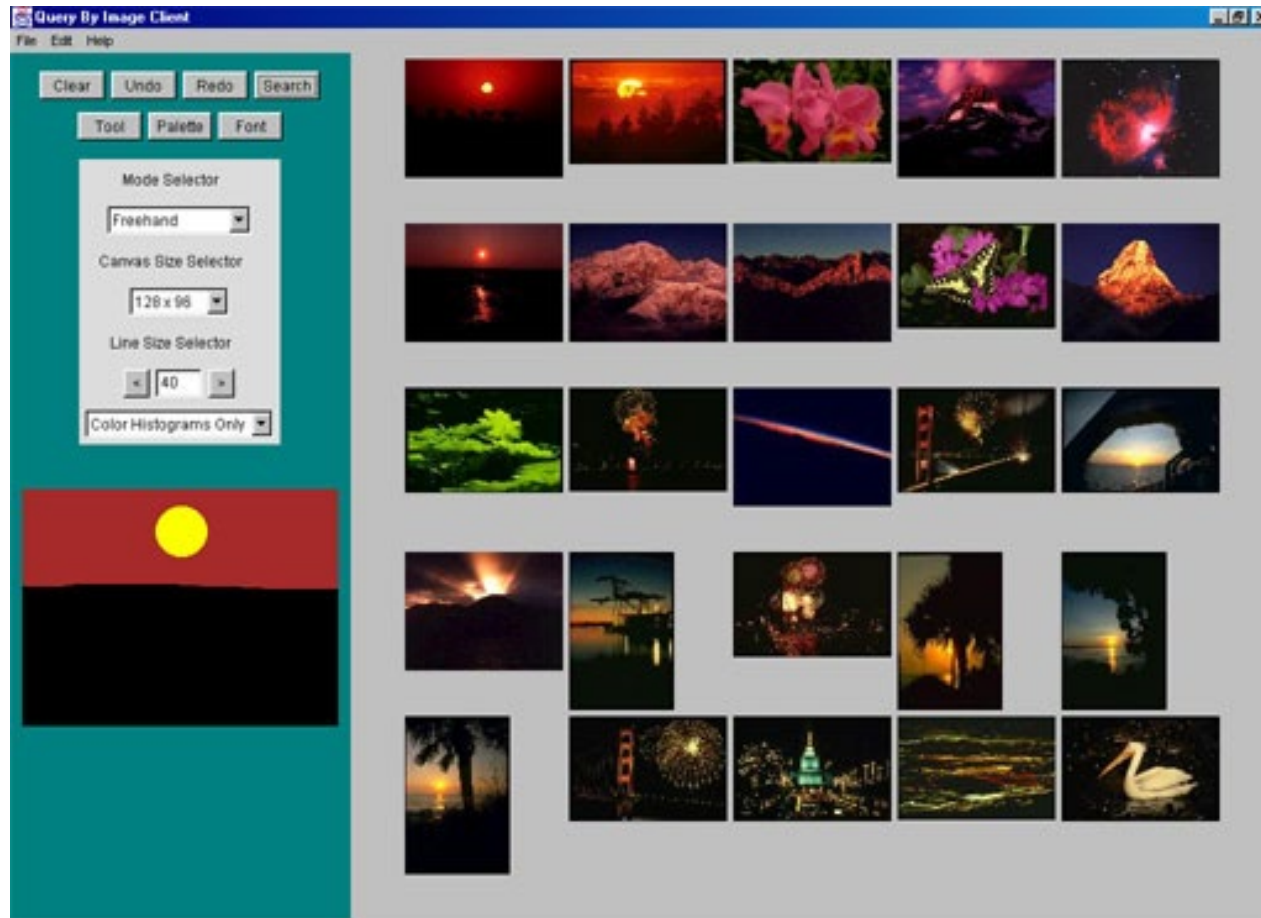 Query By Image Client
File Edit Help
Clear Undo Redo Search
Tool Palette Font
Mode Selector
Freehand
Canvas Size Selector
128 x 96
Line Size Selector
< 40 >
Color Histograms Only